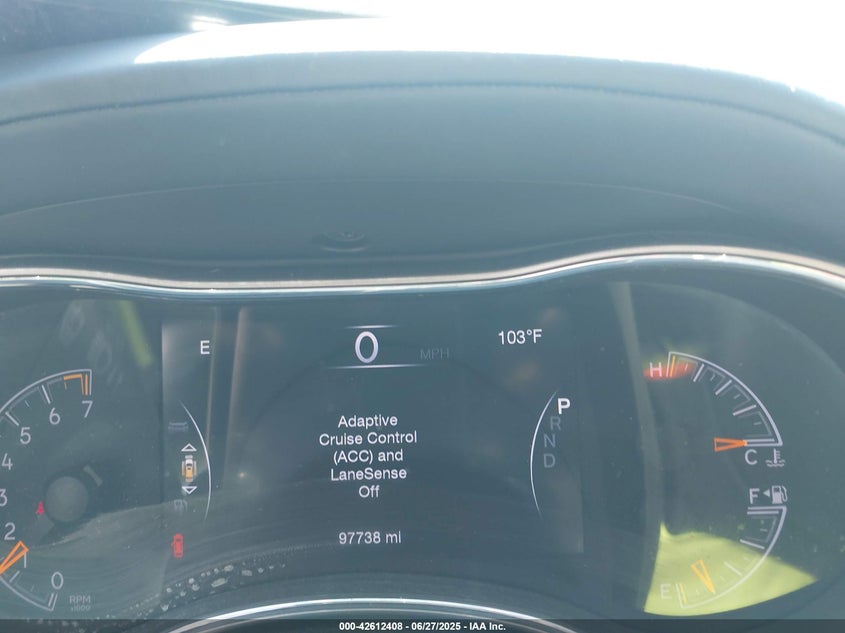 E
0 MPH
103°F
P
R
N
D
Adaptive
Cruise Control
(ACC) and
LaneSense
Off
97738 mi
7
6
5
4
3
2
1
0
RPM
x1000
H
C
F
E
000-42612408 - 06/27/2025 - IAA Inc.